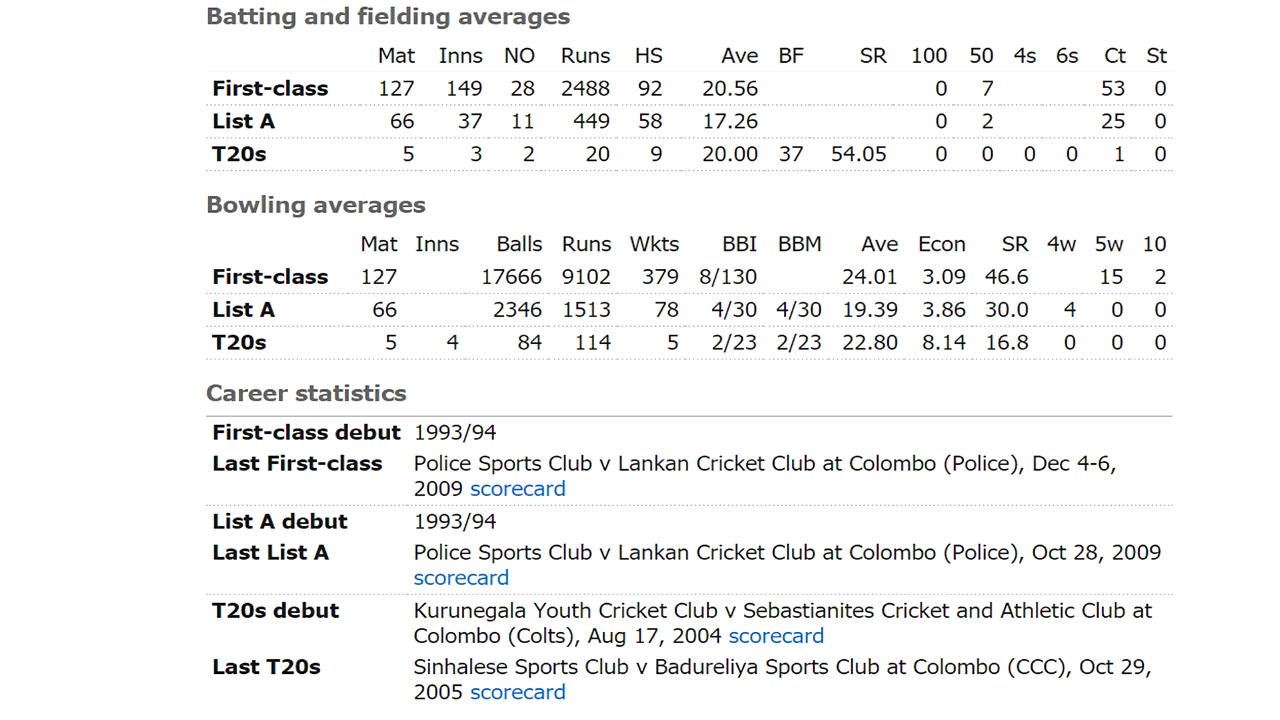 Batting and fielding averages
Mat Inns NO Runs HS Ave BF SR 100 50 4s 6s Ct St
First-class 127 149 28 2488 92 20.56 0 7 53 0
List A 66 37 11 449 58 17.26 0 2 25 0
T20s 5 3 2 20 9 20.00 37 54.05 0 0 0 0 1 0
Bowling averages
Mat Inns Balls Runs Wkts BBI BBM Ave Econ SR 4w 5w 10
First-class 127 17666 9102 379 8/130 24.01 3.09 46.6 15 2
List A 66 2346 1513 78 4/30 4/30 19.39 3.86 30.0 4 0 0
T20s 5 4 84 114 5 2/23 2/23 22.80 8.14 16.8 0 0 0
Career statistics
First-class debut 1993/94
Last First-class Police Sports Club v Lankan Cricket Club at Colombo (Police), Dec 4-6,
2009 scorecard
List A debut 1993/94
Last List A Police Sports Club v Lankan Cricket Club at Colombo (Police), Oct 28, 2009
scorecard
T20s debut Kurunegala Youth Cricket Club v Sebastianites Cricket and Athletic Club at
Colombo (Colts), Aug 17, 2004 scorecard
Last T20s Sinhalese Sports Club v Badureliya Sports Club at Colombo (CCC), Oct 29,
2005 scorecard